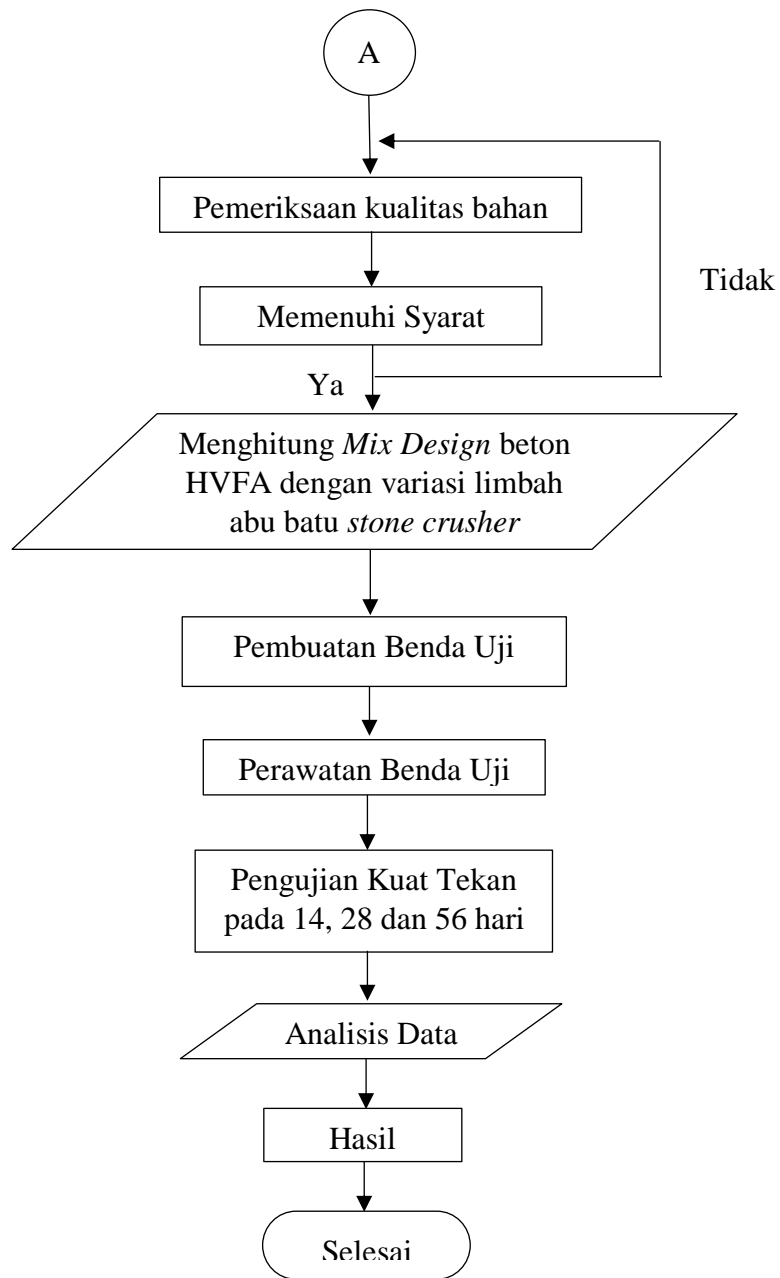 A
Pemeriksaan kualitas bahan
Tidak
Memenuhi Syarat
Ya
Menghitung Mix Design beton
HVFA dengan variasi limbah
abu batu stone crusher
Pembuatan Benda Uji
Perawatan Benda Uji
Pengujian Kuat Tekan
pada 14, 28 dan 56 hari
Analisis Data
Hasil
Selesai